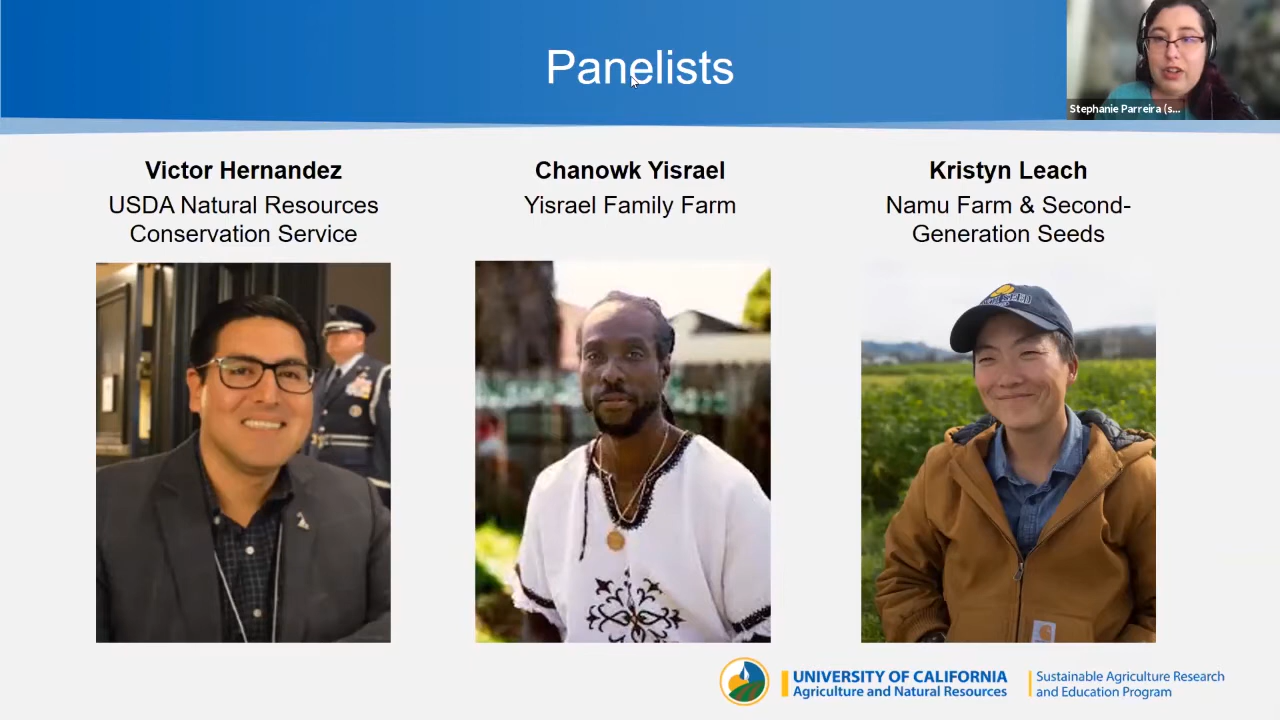 Panelists
Stephanie Parreira (s...
Victor Hernandez
USDA Natural Resources
Conservation Service
Chanowk Yisrael
Yisrael Family Farm
Kristyn Leach
Namu Farm & Second-
Generation Seeds
UNIVERSITY OF CALIFORNIA
Agriculture and Natural Resources
Sustainable Agriculture Research
and Education Program